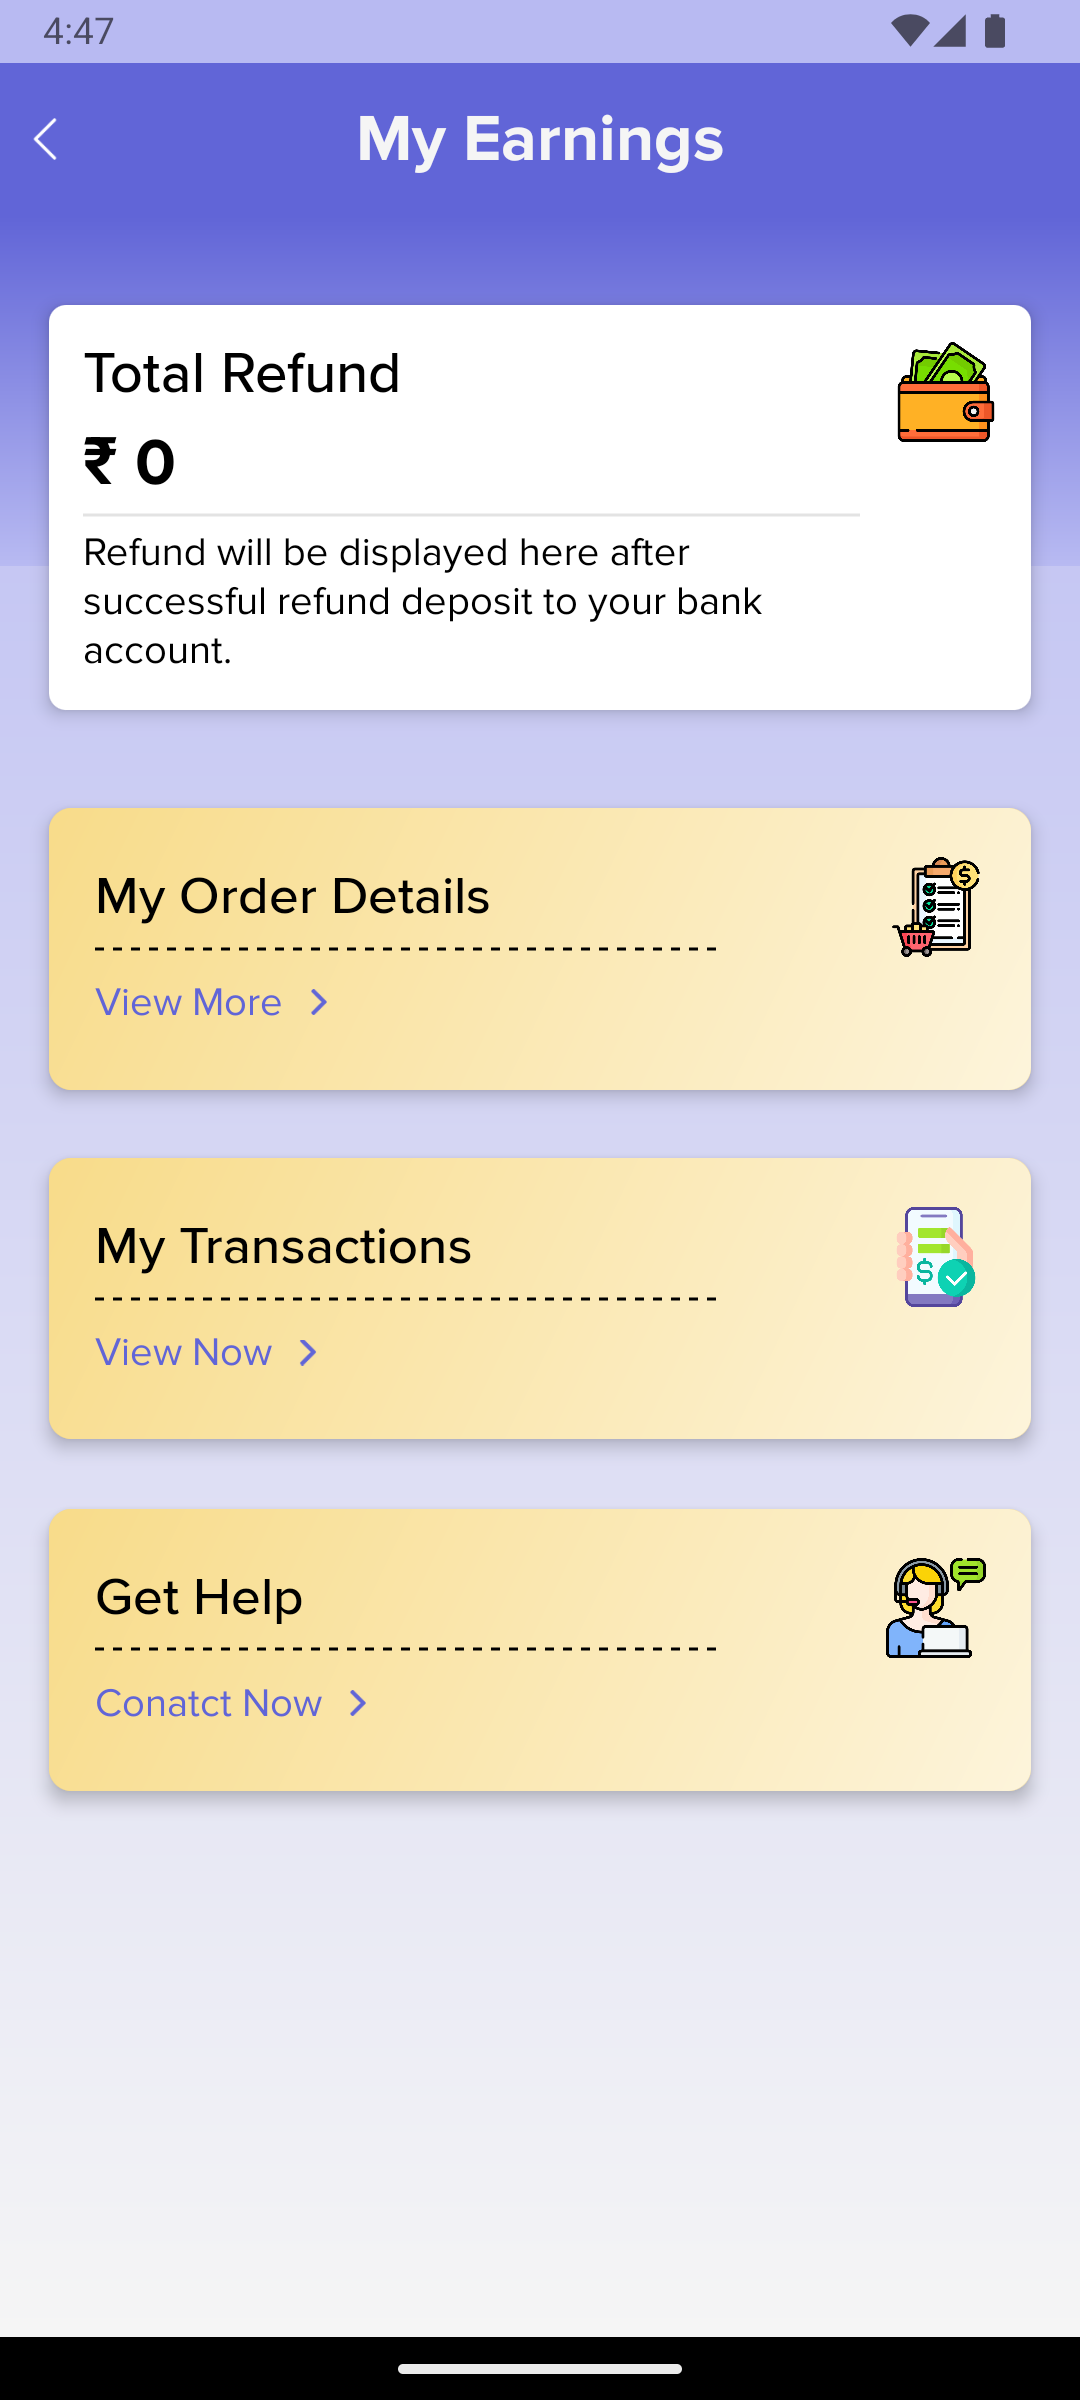 4:47
My Earnings
Total Refund
₹ 0
Refund will be displayed here after
successful refund deposit to your bank
account.
My Order Details
View More
My Transactions
View Now
Get Help
Conatct Now